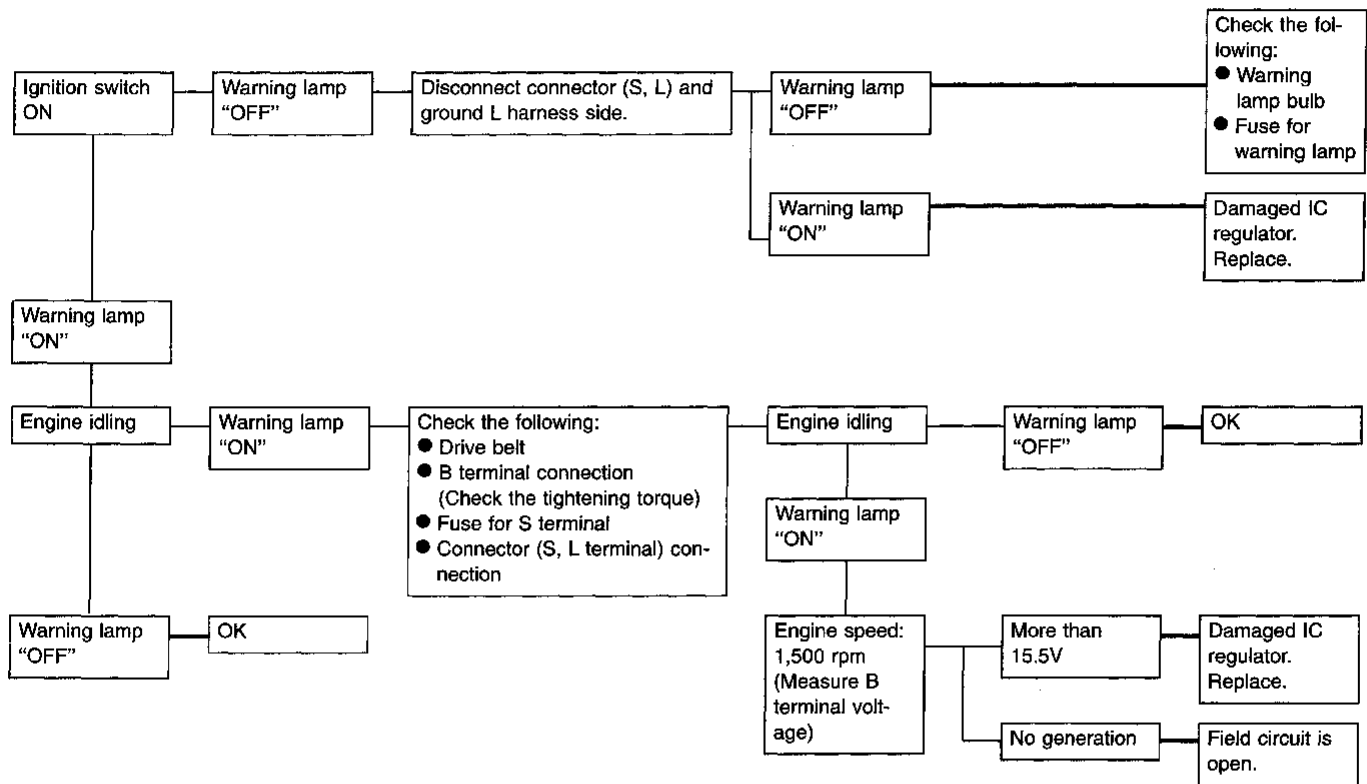 Ignition switch
ON
Warning lamp
“OFF”
Disconnect connector (S, L) and
ground L harness side.
Warning lamp
“OFF”
Check the fol-
lowing:
● Warning
lamp bulb
● Fuse for
warning lamp
Warning lamp
“ON”
Damaged IC
regulator.
Replace.
Warning lamp
“ON”
Engine idling
Warning lamp
“ON”
Check the following:
● Drive belt
● B terminal connection
(Check the tightening torque)
● Fuse for S terminal
● Connector (S, L terminal) con-
nection
Engine idling
Warning lamp
“OFF”
OK
Warning lamp
“ON”
Warning lamp
“OFF”
OK
Engine speed:
1,500 rpm
(Measure B
terminal volt-
age)
More than
15.5V
Damaged IC
regulator.
Replace.
No generation
Field circuit is
open.